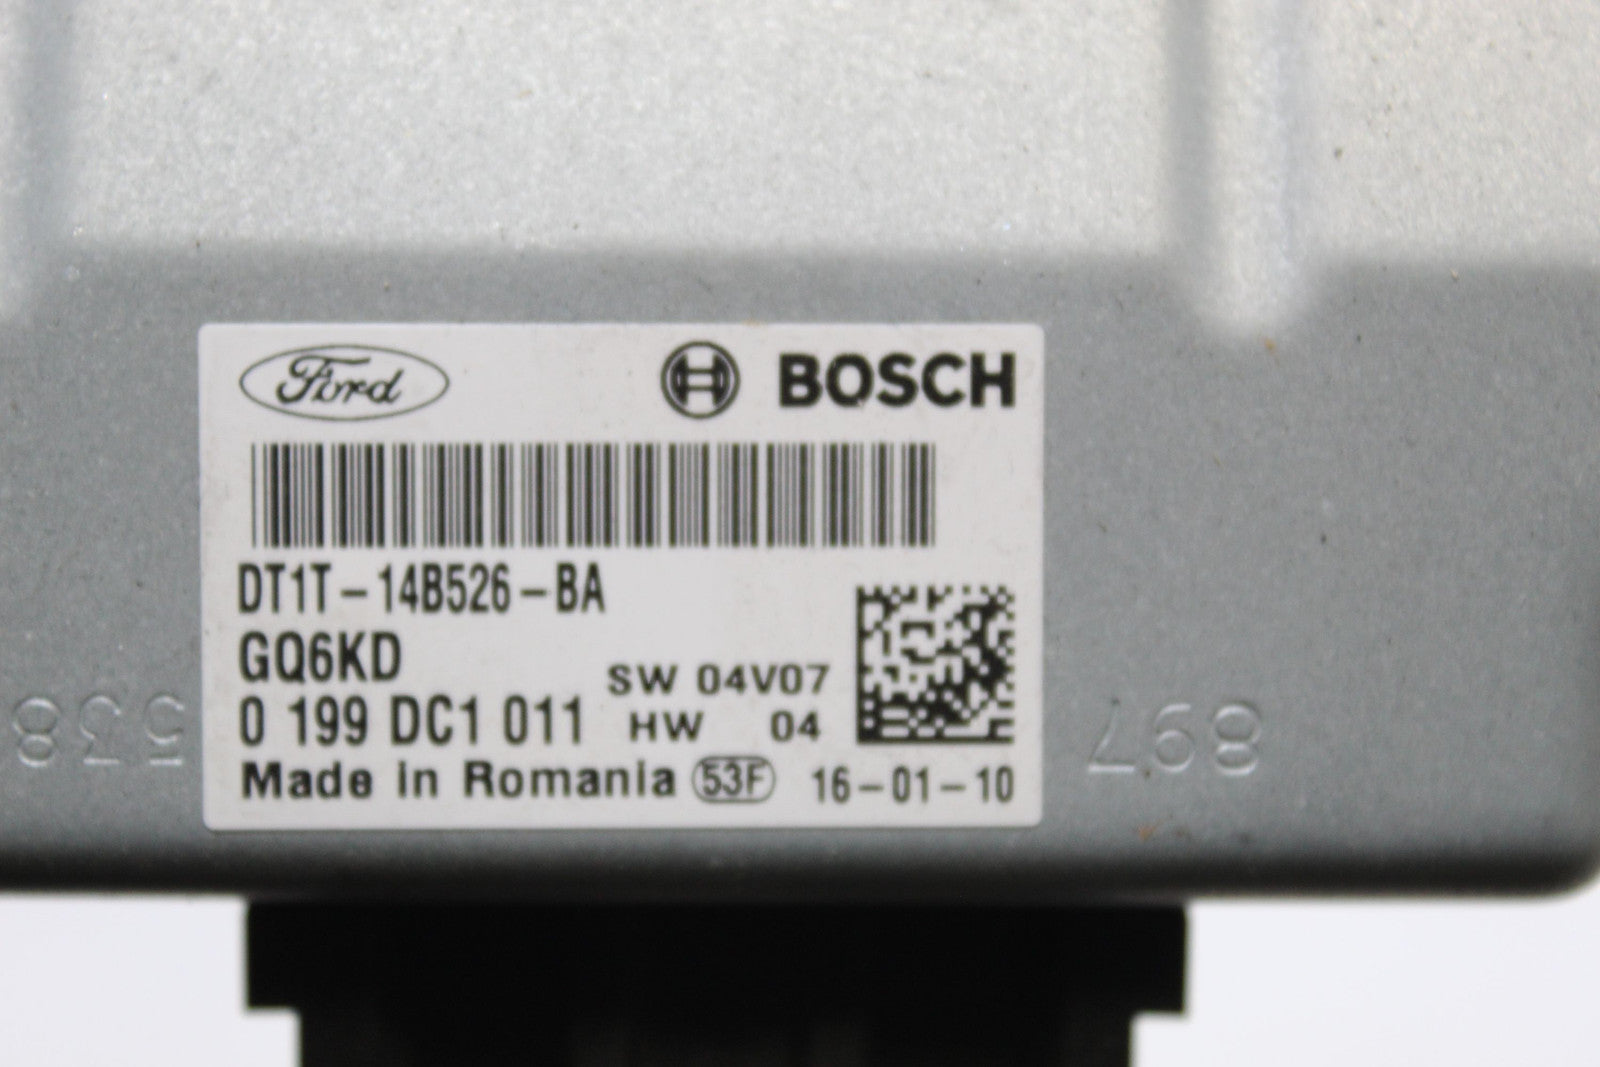 Ford BOSCH
DT1T-14B526-BA
GQ6KD
SW 04V07
0 199 DC1 011 HW 04
Made in Romania 53F 16-01-10
538
897